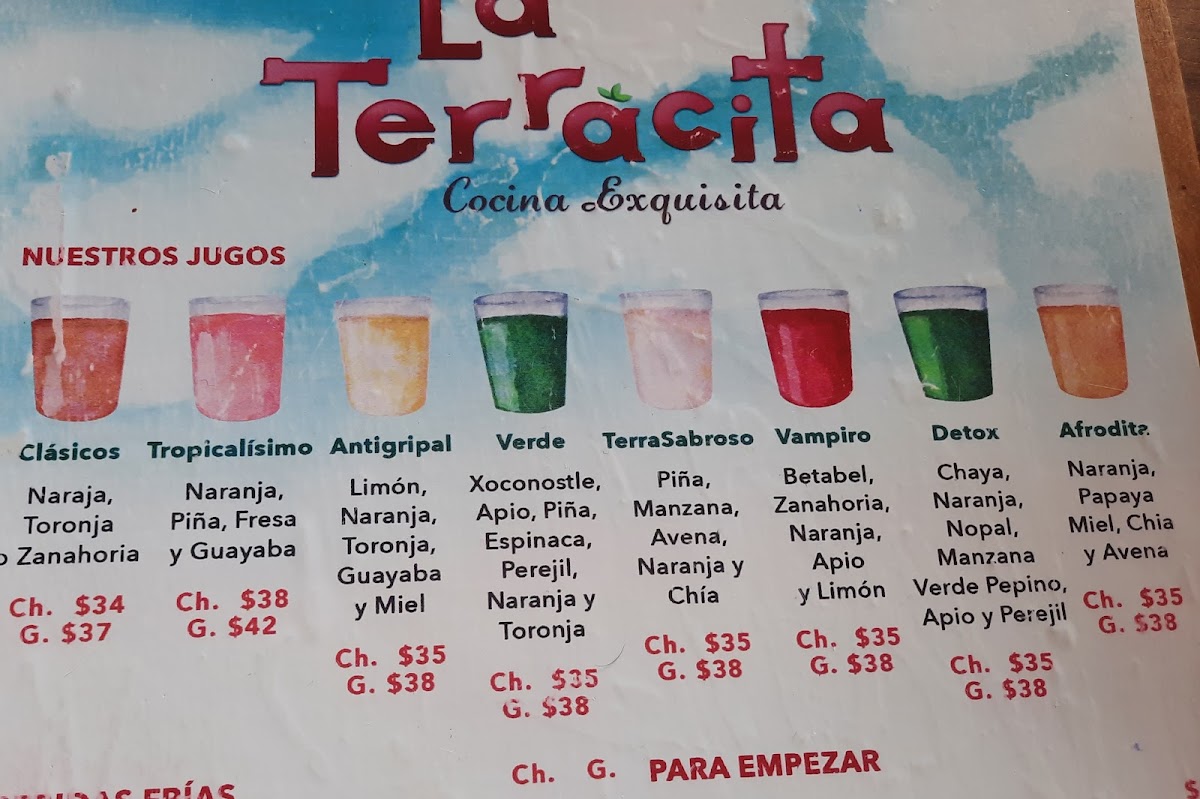 La
Terracita
Cocina Exquisita
NUESTROS JUGOS
Clásicos
Naraja,
Toronja
o Zanahoria
Ch. $34
G. $37
Tropicalísimo
Naranja,
Piña, Fresa
y Guayaba
Ch. $38
G. $42
Antigripal
Limón,
Naranja,
Toronja,
Guayaba
y Miel
Ch. $35
G. $38
Verde
Xoconostle,
Apio, Piña,
Espinaca,
Perejil,
Naranja y
Toronja
Ch. $35
G. $38
TerraSabroso
Piña,
Manzana,
Avena,
Naranja y
Chía
Ch. $35
G. $38
Vampiro
Betabel,
Zanahoria,
Naranja,
Apio
y Limón
Ch. $35
G. $38
Detox
Chaya,
Naranja,
Nopal,
Manzana
Verde Pepino,
Apio y Perejil
Ch. $35
G. $38
Afrodita
Naranja,
Papaya
Miel, Chia
y Avena
Ch. $35
G. $38
Ch. G. PARA EMPEZAR
FRÍAS